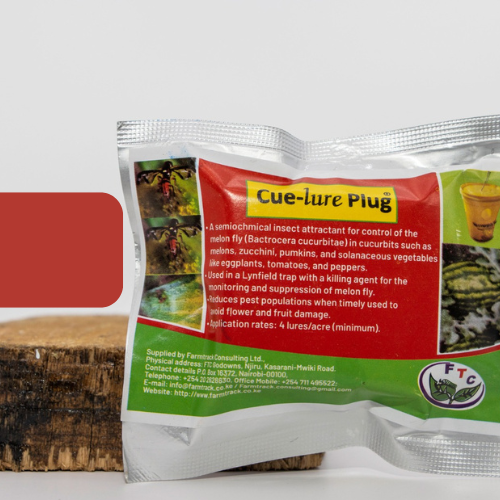 Cue-lure Plug®
• A semiochmical insect attractant for control of the
melon fly (Bactrocera cucurbitae) in cucurbits such as
melons, zucchini, pumkins, and solanaceous vegetables
like eggplants, tomatoes, and peppers.
• Used in a Lynfield trap with a killing agent for the
monitoring and suppression of melon fly.
• Reduces pest populations when timely used to
avoid flower and fruit damage.
• Application rates: 4 lures/acre (minimum).
Supplied by Farmtrax Consulting Ltd.,
Physical address: FTC Godowns, Njiru, Kasarani-Mwiki Road.
Contact details P.O Box 16372, Nairobi-00100.
Telephone: +254 Office Mobile: +254 711 495522;
E-mail: info@farmtrack.co.ke / Farmtrackconsulting@gmail.com
Website: http://www.farmtrack.co.ke/
FTC